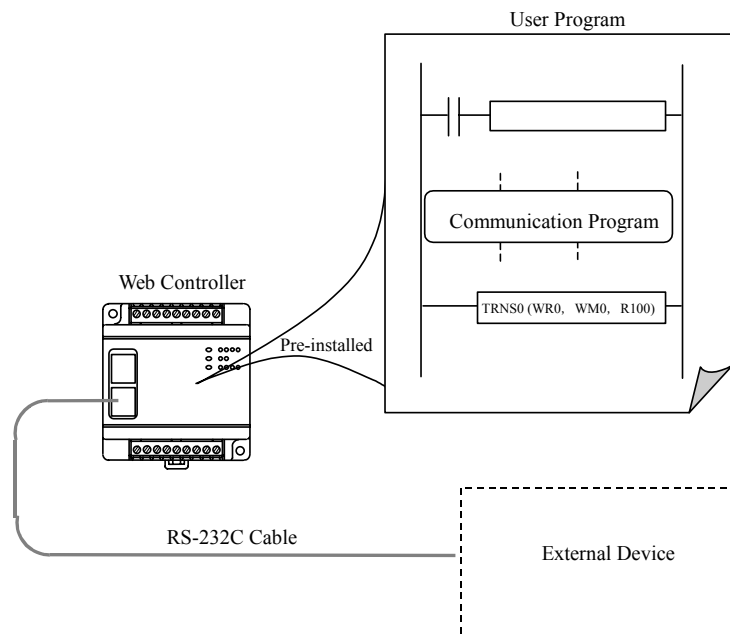 User Program
Communication Program
Web Controller
TRNS0 (WR0, WM0, R100)
Pre-installed
RS-232C Cable
External Device